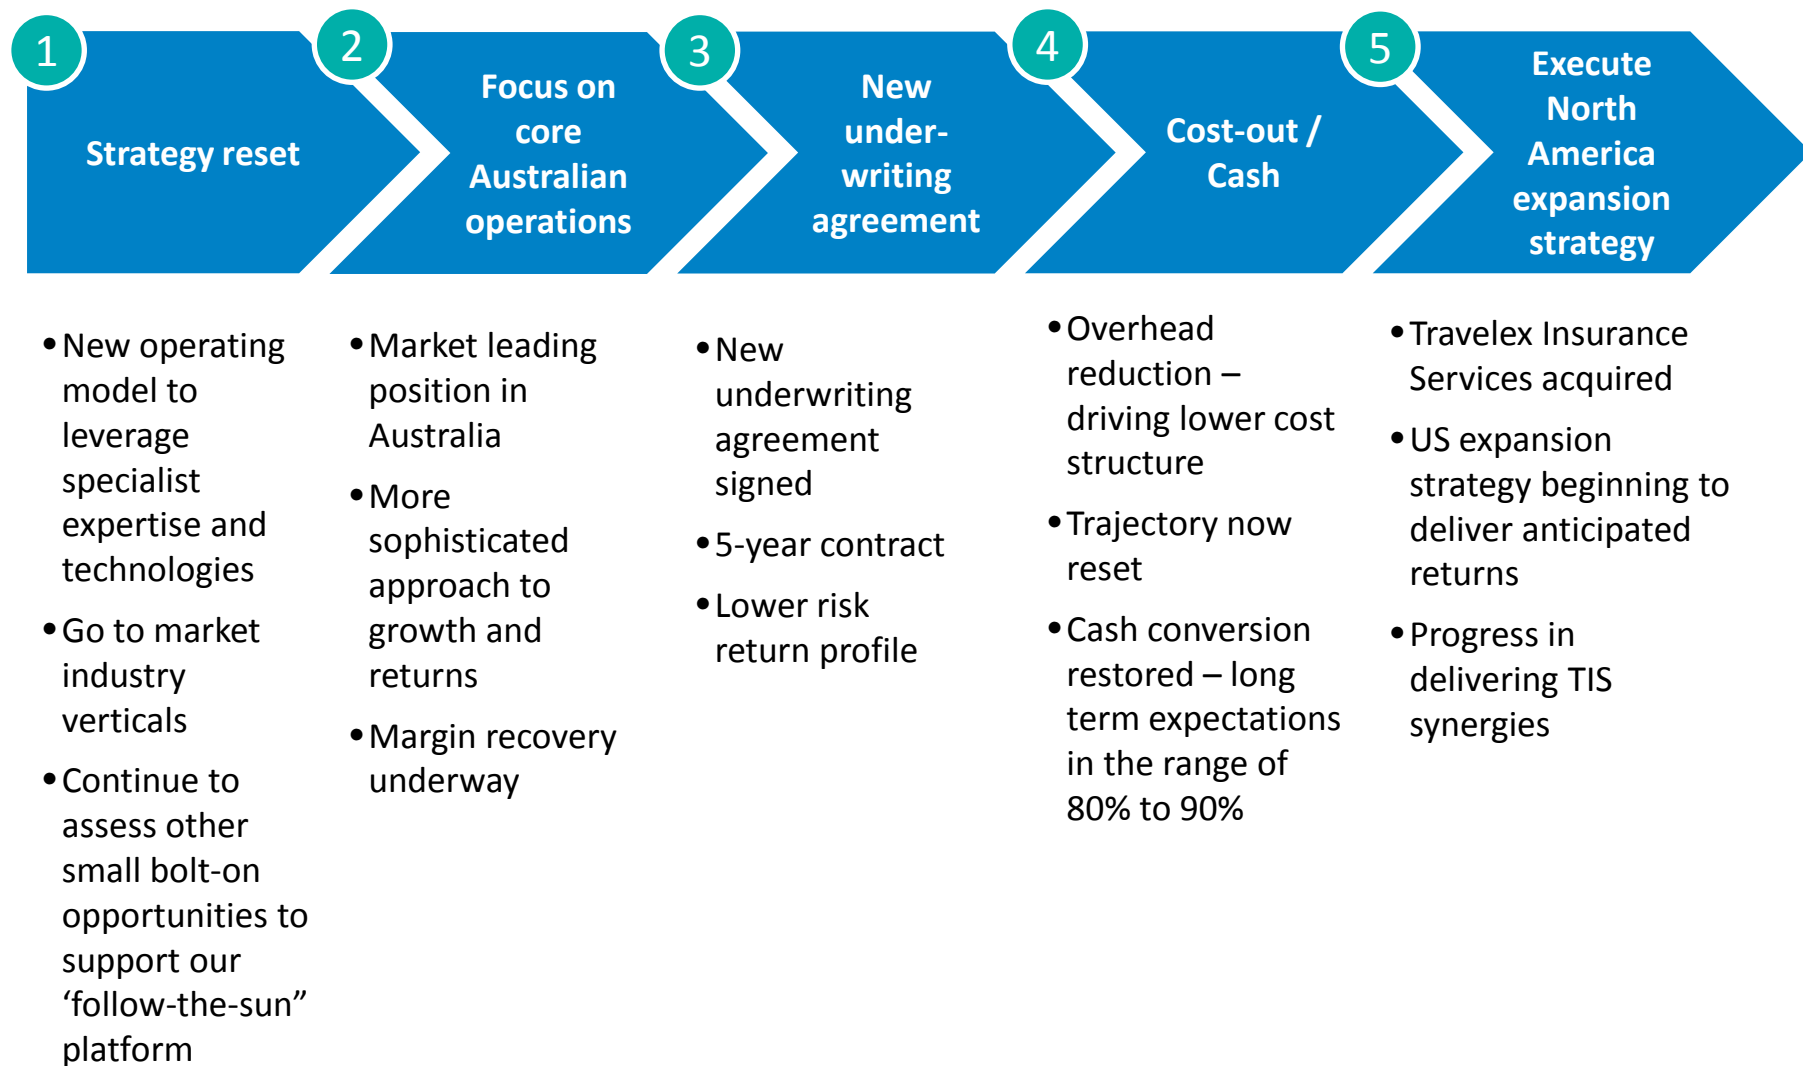 1
Strategy reset
2
Focus on
core
Australian
operations
3
New
under-
writing
agreement
4
Cost-out /
Cash
5
Execute
North
America
expansion
strategy
•New operating
model to
leverage
specialist
expertise and
technologies
•Go to market
industry
verticals
•Continue to
assess other
small bolt-on
opportunities to
support our
‘follow-the-sun”
platform
•Market leading
position in
Australia
•More
sophisticated
approach to
growth and
returns
•Margin recovery
underway
•New
underwriting
agreement
signed
•5-year contract
•Lower risk
return profile
•Overhead
reduction –
driving lower cost
structure
•Trajectory now
reset
•Cash conversion
restored – long
term expectations
in the range of
80% to 90%
•Travelex Insurance
Services acquired
•US expansion
strategy beginning to
deliver anticipated
returns
•Progress in
delivering TIS
synergies